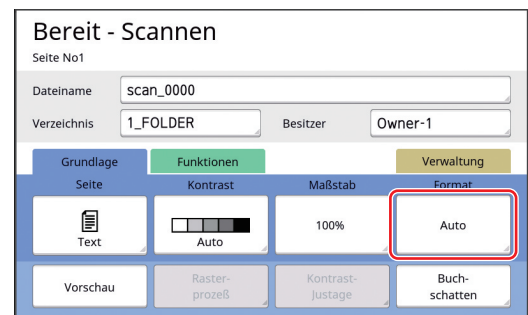 Bereit - Scannen
Seite No1
Dateiname scan_0000
Verzeichnis 1_FOLDER Besitzer Owner-1
Grundlage Funktionen Verwaltung
Seite Kontrast Maßstab Format
Text Auto 100% Auto
Vorschau Raster-
prozeß Kontrast-
Justage Buch-
schatten